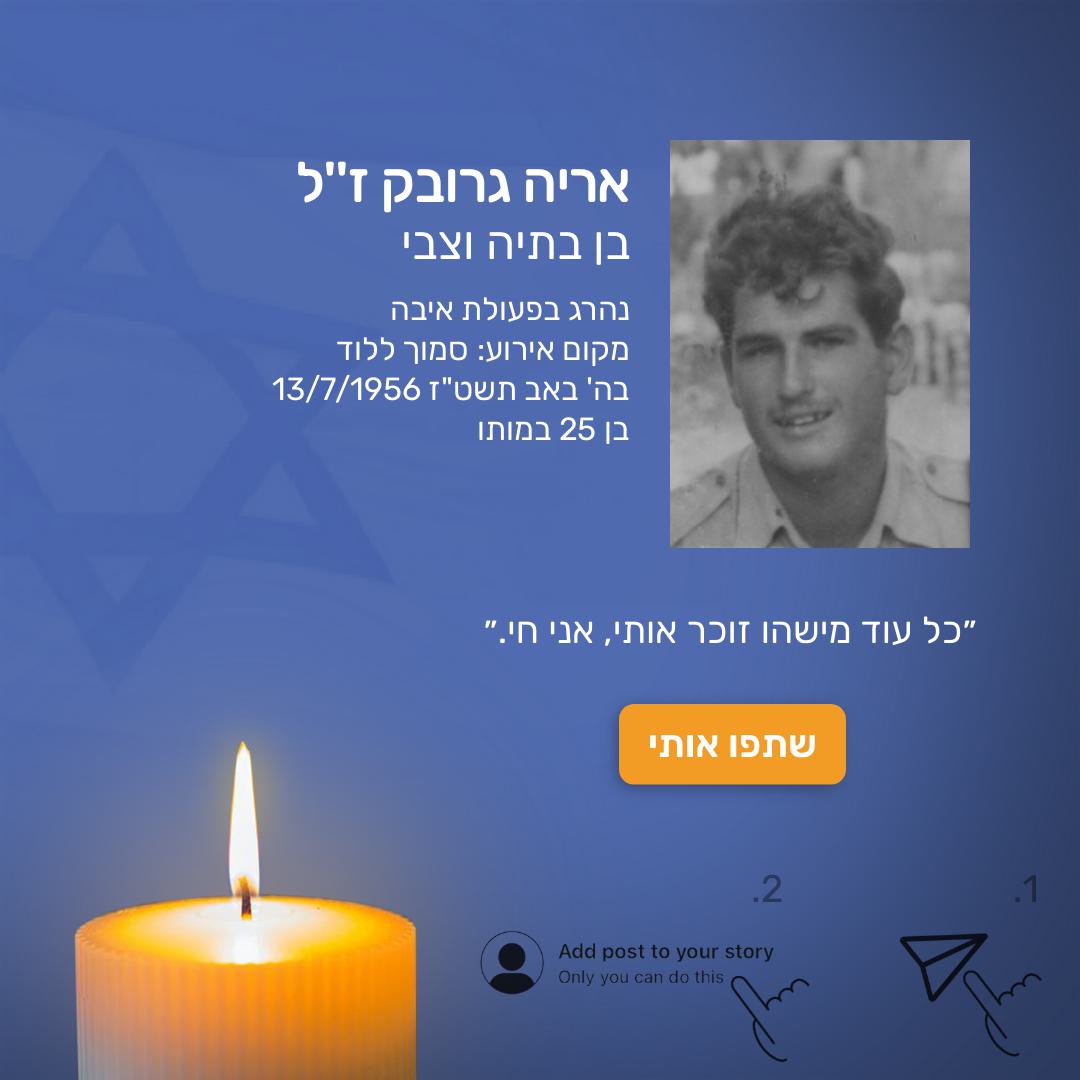 אריה גרובק ז"ל
בן בתיה וצבי
נהרג בפעולת איבה
מקום אירוע: סמוך ללוד
בה' באב תשט"ז 13/7/1956
בן 25 במותו
״כל עוד מישהו זוכר אותי, אני חי.״
שתפו אותי
1.
2.
Add post to your story
Only you can do this